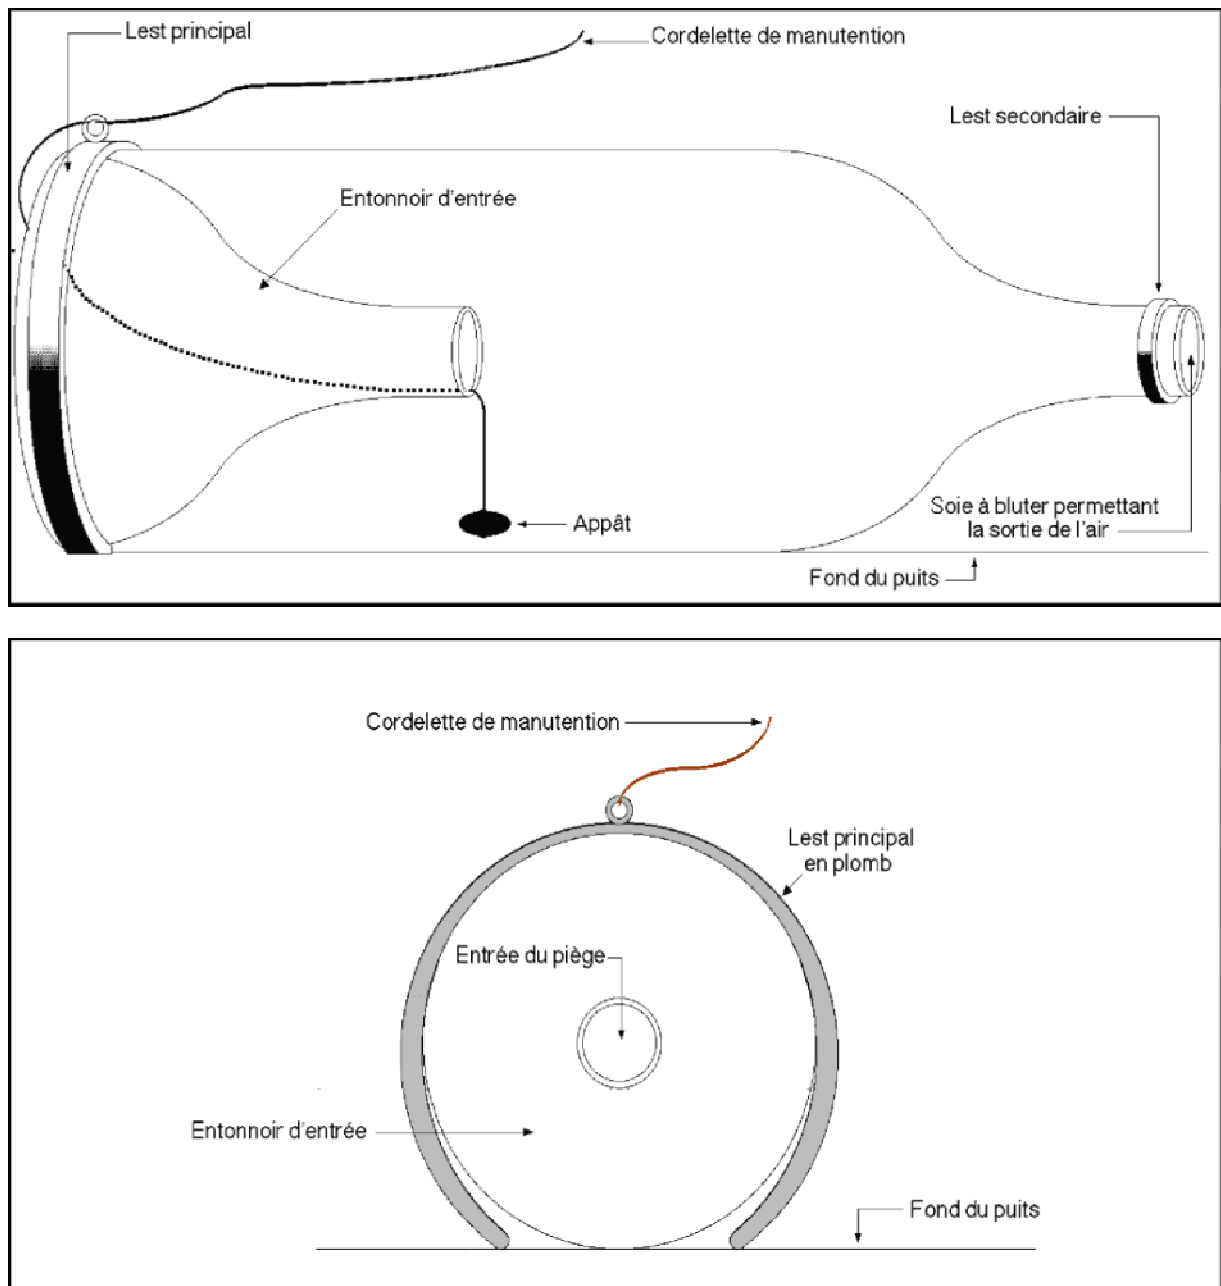 Lest principal
Cordelette de manutention
Lest secondaire
Entonnoir d'entrée
Soie à bluter permettant
la sortie de l'air
Appât
Fond du puits
Cordelette de manutention
Lest principal
en plomb
Entrée du piège
Entonnoir d'entrée
Fond du puits